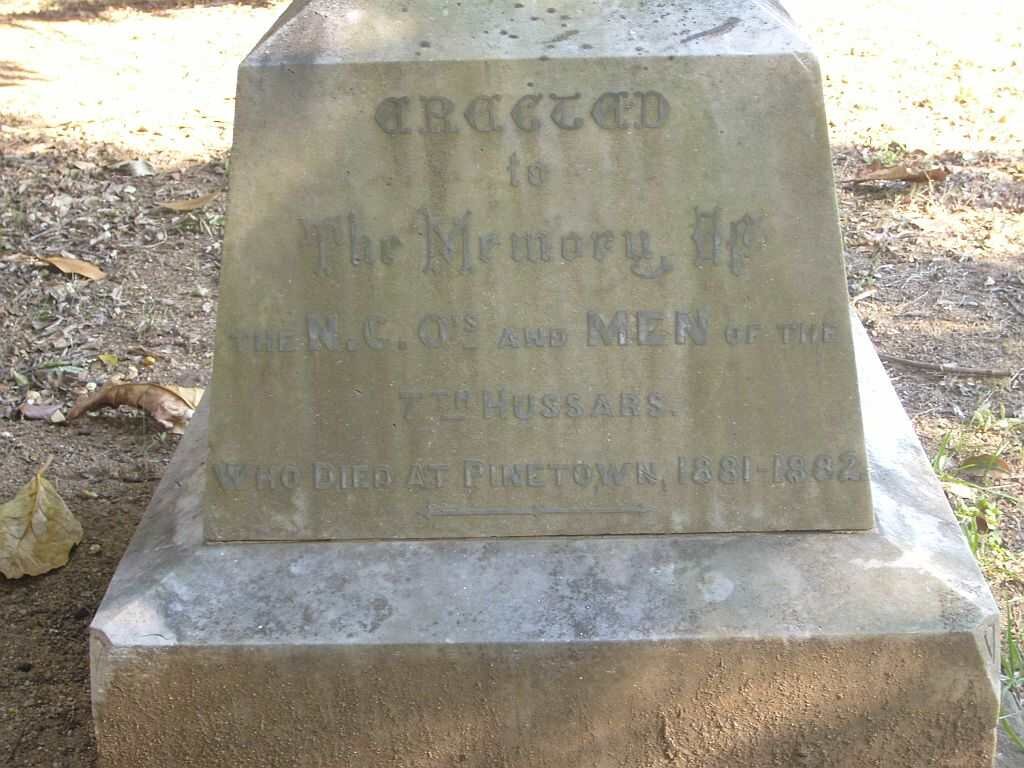 ERECTED
to
The Memory, Of
THE N.C.O'S AND MEN OF THE
7TH HUSSARS.
WHO DIED AT PINETOWN, 1881-1882.